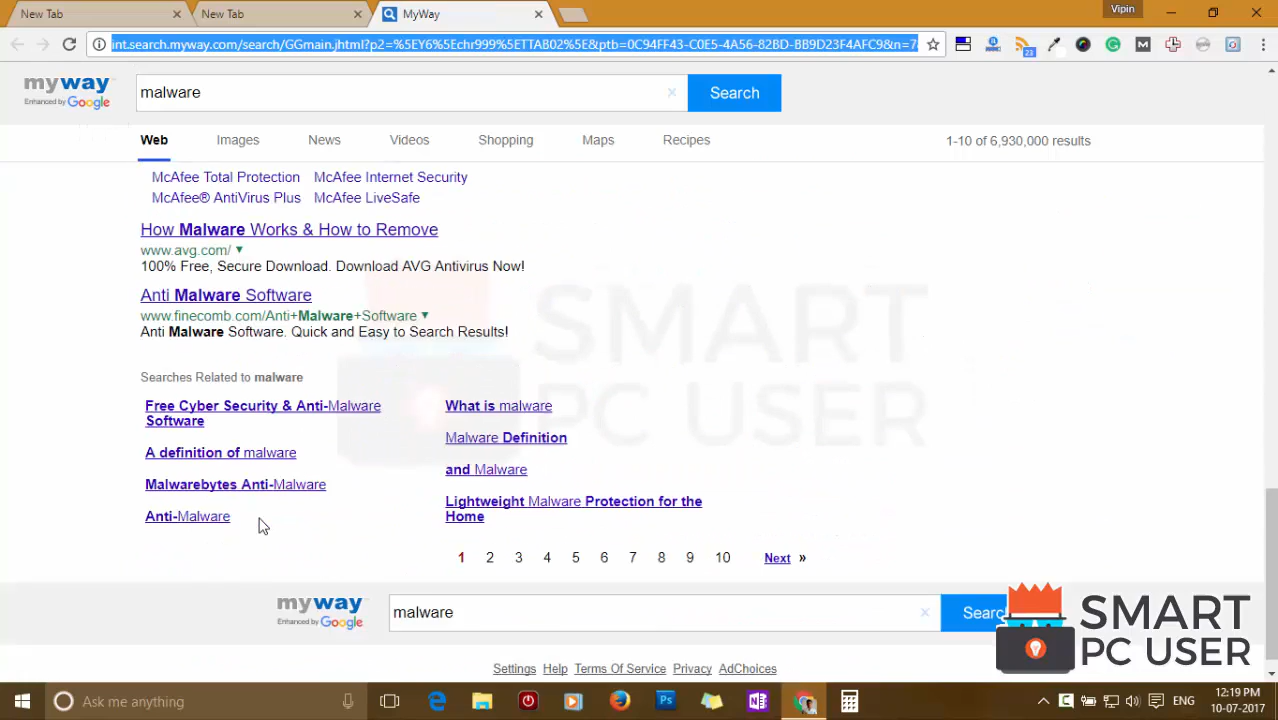 New Tab
New Tab
MyWay
Vipin
int.search.myway.com/search/GGmain.jhtml?p2=%5EY6%5Echr999%5ETTAB02%5E&ptb=0C94FF43-C0E5-4A56-82BD-BB9D23F4AFC9&n=7
23
myway
Enhanced by Google
malware
Search
Web Images News Videos Shopping Maps Recipes
1-10 of 6,930,000 results
McAfee Total Protection McAfee Internet Security
McAfee® AntiVirus Plus McAfee LiveSafe
How Malware Works & How to Remove
www.avg.com/
100% Free, Secure Download. Download AVG Antivirus Now!
Anti Malware Software
www.finecomb.com/Anti+Malware+Software
Anti Malware Software. Quick and Easy to Search Results!
SMART
PC USER
Searches Related to malware
Free Cyber Security & Anti-Malware
Software
A definition of malware
Malwarebytes Anti-Malware
Anti-Malware
What is malware
Malware Definition
and Malware
Lightweight Malware Protection for the
Home
1 2 3 4 5 6 7 8 9 10 Next »
myway
Enhanced by Google
malware
Search
SMART
PC USER
Settings Help Terms Of Service Privacy AdChoices
Ask me anything
Ps
ENG
12:19 PM
10-07-2017